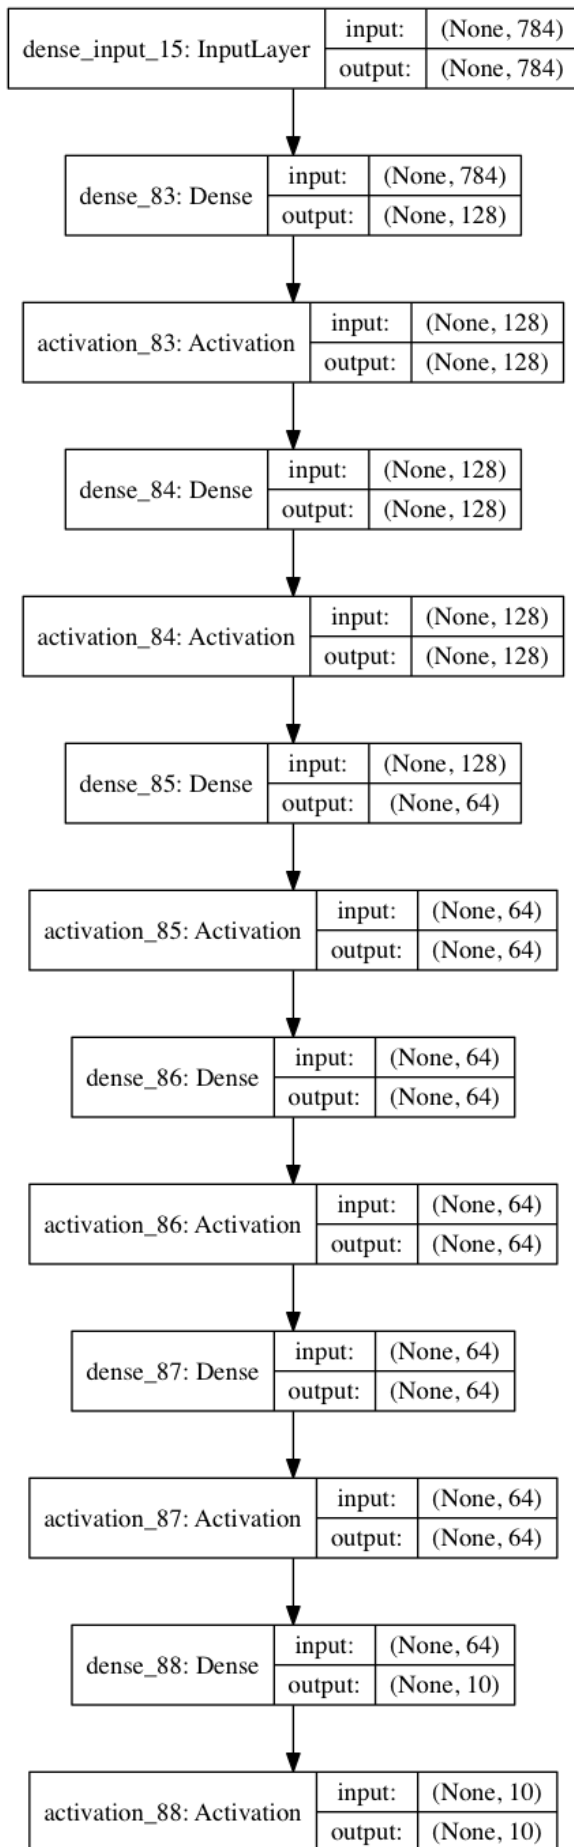 dense_input_15: InputLayer
input: (None, 784)
output: (None, 784)
dense_83: Dense
input: (None, 784)
output: (None, 128)
activation_83: Activation
input: (None, 128)
output: (None, 128)
dense_84: Dense
input: (None, 128)
output: (None, 128)
activation_84: Activation
input: (None, 128)
output: (None, 128)
dense_85: Dense
input: (None, 128)
output: (None, 64)
activation_85: Activation
input: (None, 64)
output: (None, 64)
dense_86: Dense
input: (None, 64)
output: (None, 64)
activation_86: Activation
input: (None, 64)
output: (None, 64)
dense_87: Dense
input: (None, 64)
output: (None, 64)
activation_87: Activation
input: (None, 64)
output: (None, 64)
dense_88: Dense
input: (None, 64)
output: (None, 10)
activation_88: Activation
input: (None, 10)
output: (None, 10)